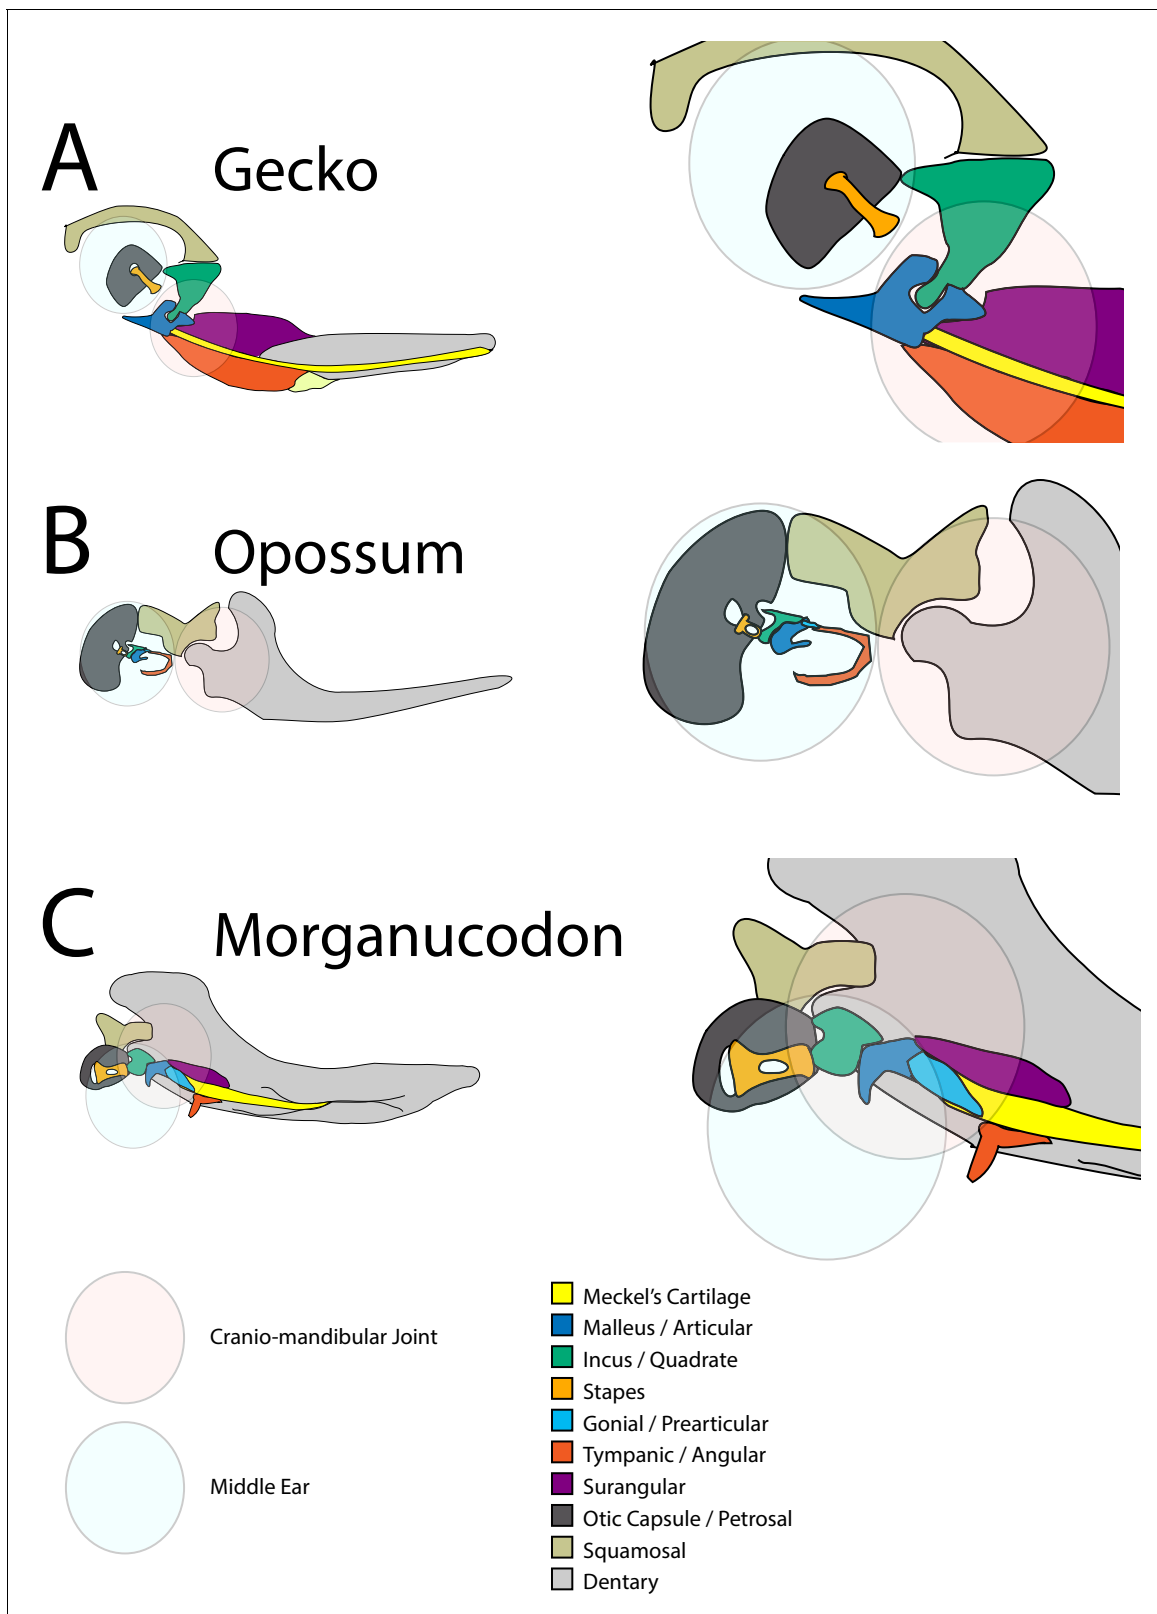 A Gecko
B Opossum
C Morganucodon
Cranio-mandibular Joint
Middle Ear
Meckel's Cartilage
Malleus / Articular
Incus / Quadrate
Stapes
Gonial / Prearticular
Tympanic / Angular
Surangular
Otic Capsule / Petrosal
Squamosal
Dentary